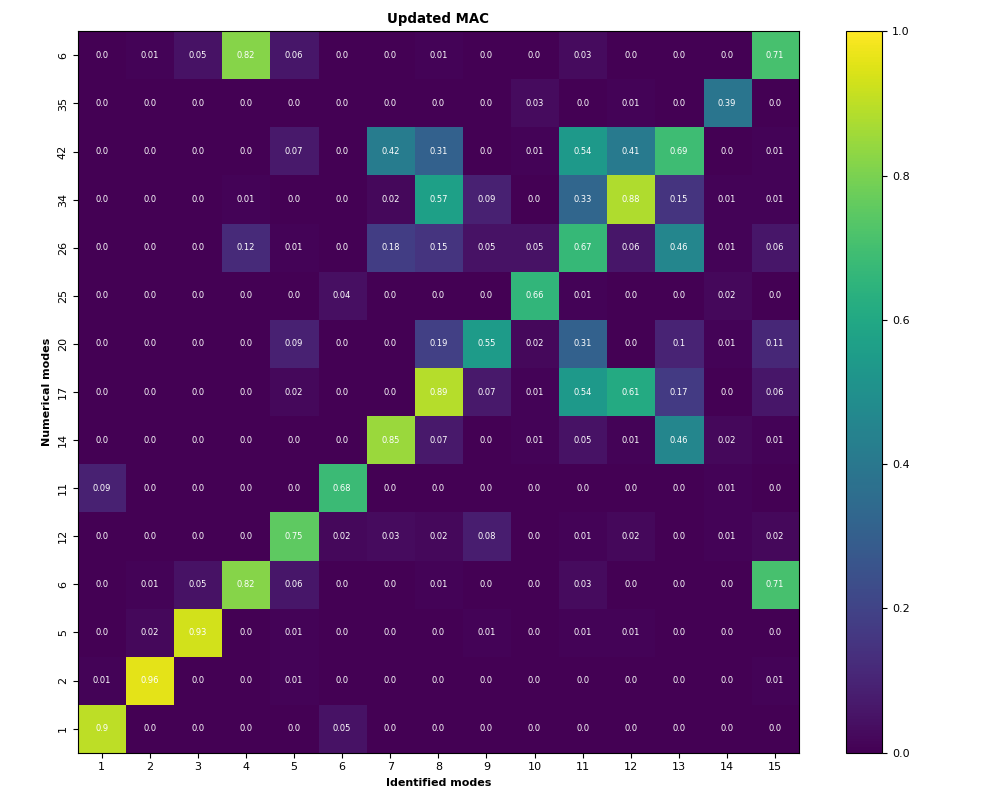 Updated MAC
6 0.0 0.01 0.05 0.82 0.06 0.0 0.0 0.01 0.0 0.0 0.03 0.0 0.0 0.0 0.71
35 0.0 0.0 0.0 0.0 0.0 0.0 0.0 0.0 0.0 0.03 0.0 0.01 0.0 0.39 0.0
42 0.0 0.0 0.0 0.0 0.07 0.0 0.42 0.31 0.0 0.01 0.54 0.41 0.69 0.0 0.01
34 0.0 0.0 0.0 0.01 0.0 0.0 0.02 0.57 0.09 0.0 0.33 0.88 0.15 0.01 0.01
26 0.0 0.0 0.0 0.12 0.01 0.0 0.18 0.15 0.05 0.05 0.67 0.06 0.46 0.01 0.06
25 0.0 0.0 0.0 0.0 0.0 0.04 0.0 0.0 0.0 0.66 0.01 0.0 0.0 0.02 0.0
20 0.0 0.0 0.0 0.0 0.09 0.0 0.0 0.19 0.55 0.02 0.31 0.0 0.1 0.01 0.11
17 0.0 0.0 0.0 0.0 0.02 0.0 0.0 0.89 0.07 0.01 0.54 0.61 0.17 0.0 0.06
14 0.0 0.0 0.0 0.0 0.0 0.0 0.85 0.07 0.0 0.01 0.05 0.01 0.46 0.02 0.01
11 0.09 0.0 0.0 0.0 0.0 0.68 0.0 0.0 0.0 0.0 0.0 0.0 0.0 0.01 0.0
12 0.0 0.0 0.0 0.0 0.75 0.02 0.03 0.02 0.08 0.0 0.01 0.02 0.0 0.01 0.02
6 0.0 0.01 0.05 0.82 0.06 0.0 0.0 0.01 0.0 0.0 0.03 0.0 0.0 0.0 0.71
5 0.0 0.02 0.93 0.0 0.01 0.0 0.0 0.0 0.01 0.0 0.01 0.01 0.0 0.0 0.0
2 0.01 0.96 0.0 0.0 0.01 0.0 0.0 0.0 0.0 0.0 0.0 0.0 0.0 0.0 0.01
1 0.9 0.0 0.0 0.0 0.0 0.05 0.0 0.0 0.0 0.0 0.0 0.0 0.0 0.0 0.0
1 2 3 4 5 6 7 8 9 10 11 12 13 14 15
Identified modes
Numerical modes
1.0
0.8
0.6
0.4
0.2
0.0